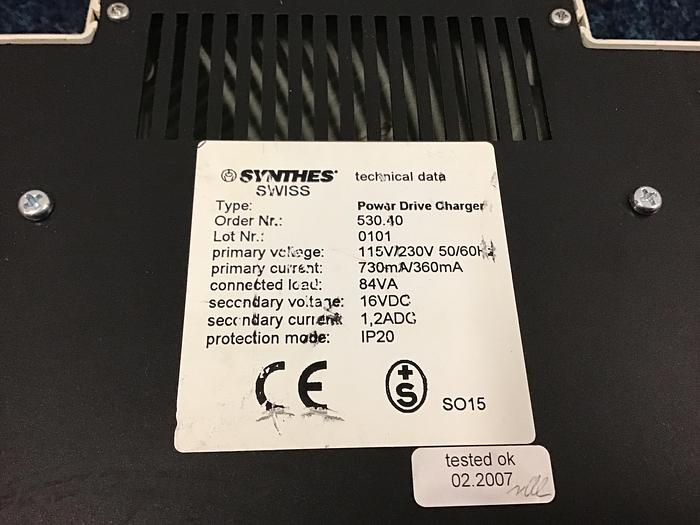 SYNTHES® technical data
SWISS
Type: Power Drive Charger
Order Nr.: 530.40
Lot Nr.: 0101
primary voltage: 115V/230V 50/60Hz
primary current: 730mA/360mA
connected load: 84VA
secondary voltage: 16VDC
secondary current: 1,2ADC
protection mode: IP20
CE
+S
SO15
tested ok
02.2007